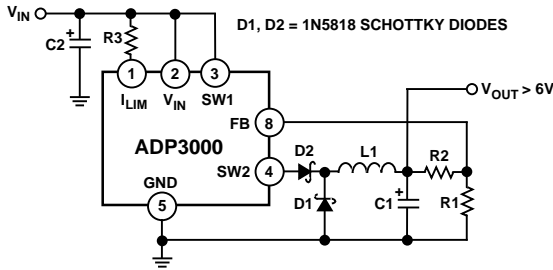 VIN
C2
+
R3
D1, D2 = 1N5818 SCHOTTKY DIODES
1
2
3
ILIM
VIN
SW1
VOUT > 6V
FB
8
ADP3000
SW2
4
D2
L1
R2
GND
D1
+
C1
R1
5